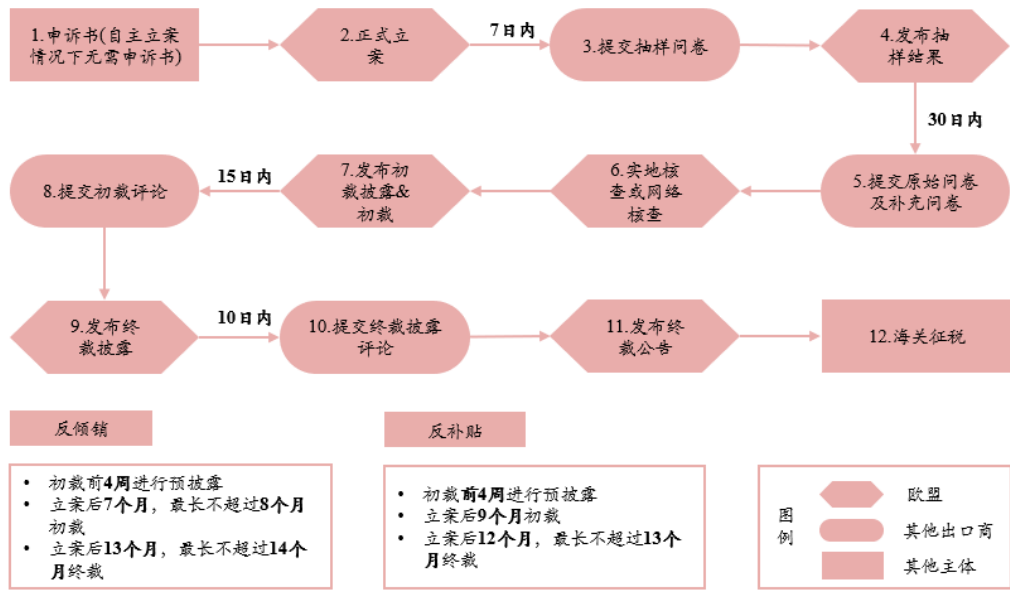 1.申诉书(自主立案
情况下无需申诉书)
2.正式立
案
7日内
3.提交抽样问卷
4.发布抽
样结果
30日内
5.提交原始问卷
及补充问卷
6.实地核
查或网络
核查
7.发布初
裁披露&
初裁
15日内
8.提交初裁评论
9.发布终
裁披露
10日内
10.提交终裁披露
评论
11.发布终
裁公告
12.海关征税
反倾销
• 初裁前4周进行预披露
• 立案后7个月，最长不超过8个月
初裁
• 立案后13个月，最长不超过14个
月终裁
反补贴
• 初裁前4周进行预披露
• 立案后9个月初裁
• 立案后12个月，最长不超过13个
月终裁
图
例
欧盟
其他出口商
其他主体